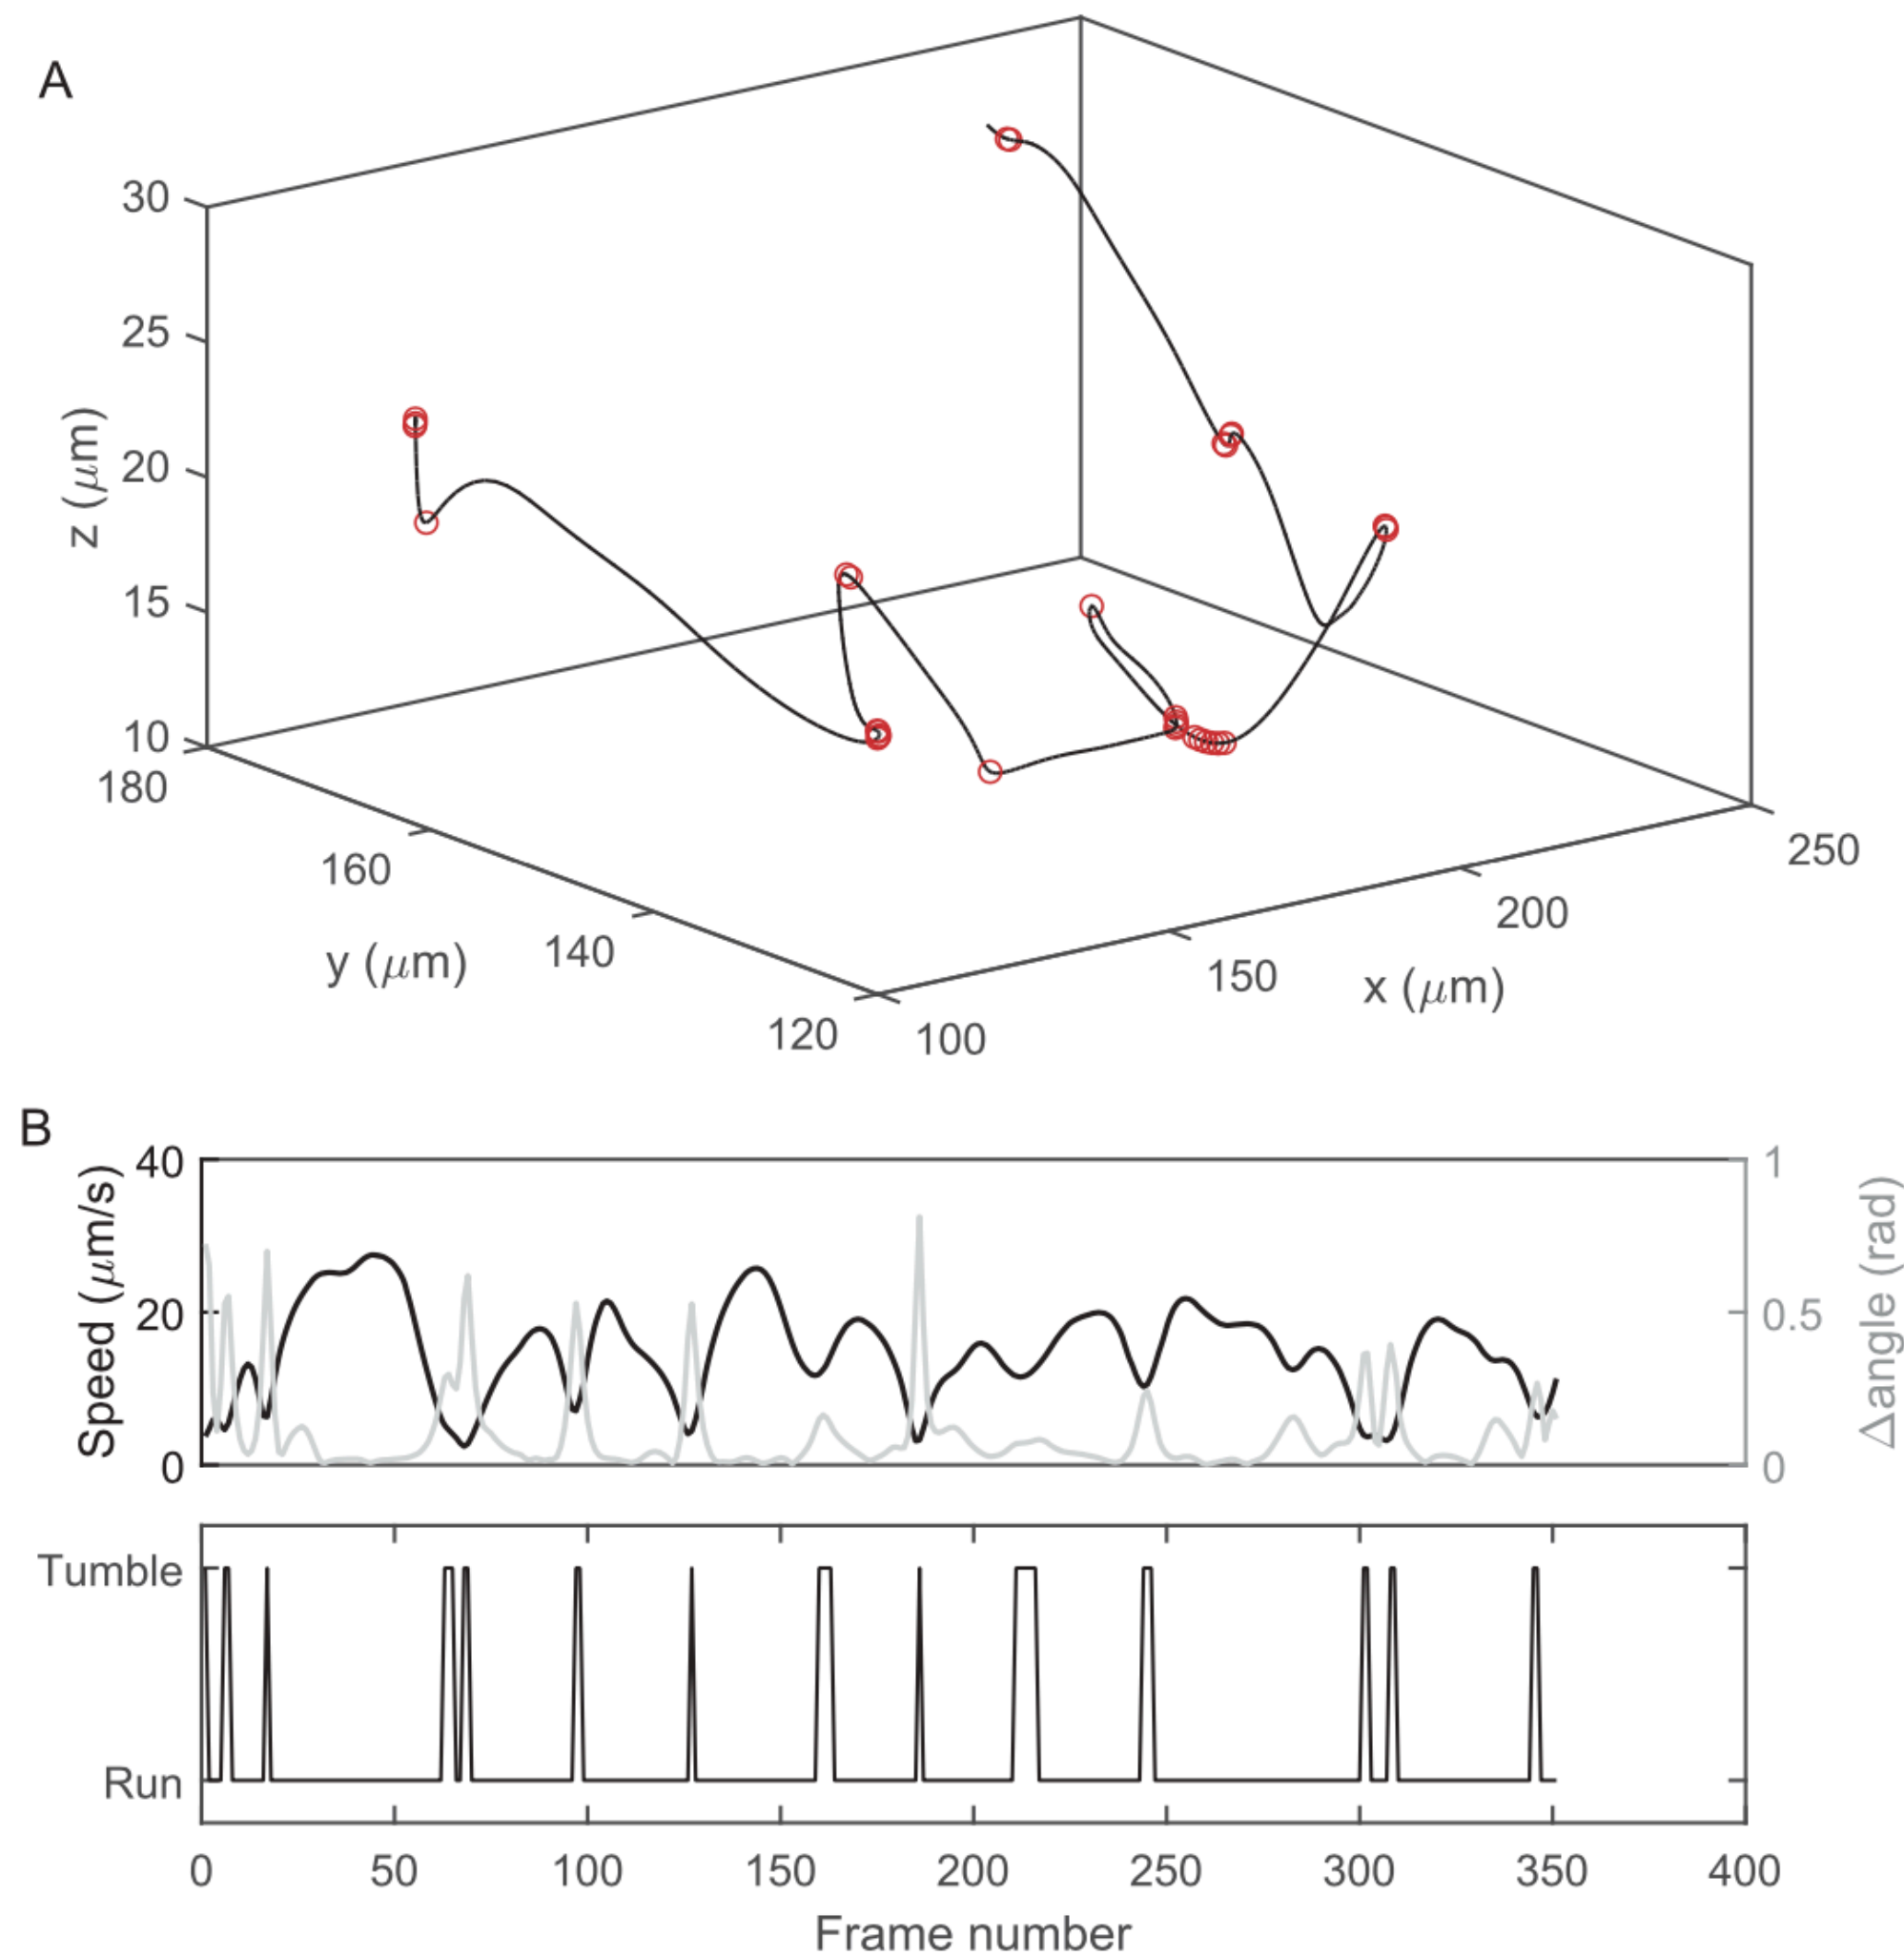 A
30
25
20
15
10
z (μm)
180
160
140
120
y (μm)
100
150
200
250
x (μm)
B
40
20
0
Speed (μm/s)
1
0.5
0
Δangle (rad)
Tumble
Run
0 50 100 150 200 250 300 350 400
Frame number